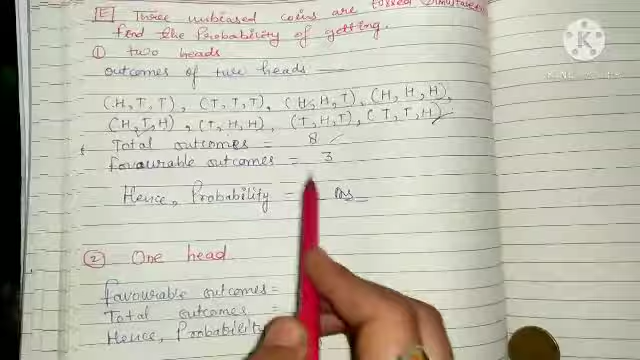 E Three unbiased coins are tossed simultan
find the Probability of getting.
① two heads
outcomes of two heads
(H, T, T), (T, T, T), (H, H, T), (H, H, H),
(H, T, H), (T, H, H), (T, H, T), (T, T, H)
Total outcomes = 8
favourable outcomes = 3
Hence, Probability = Ans
② One head
favourable outcomes =
Total outcomes =
Hence, Probability